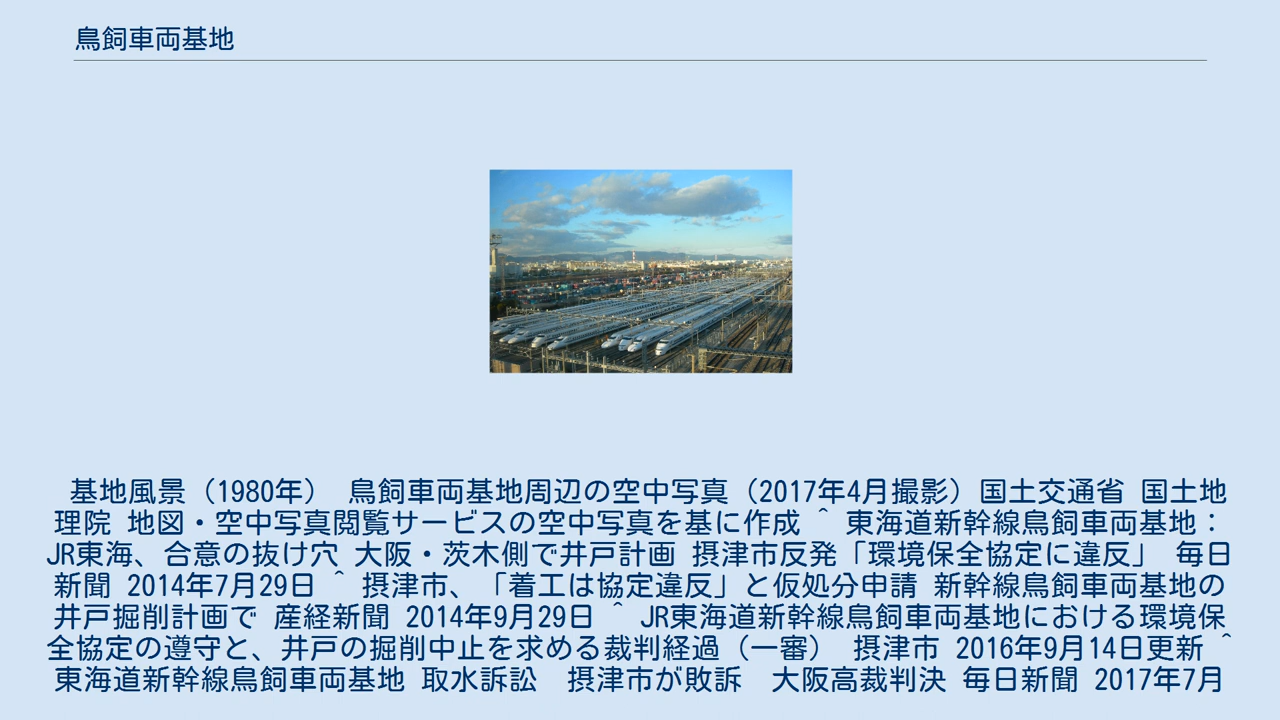 鳥飼車両基地
基地風景（1980年） 鳥飼車両基地周辺の空中写真（2017年4月撮影）国土交通省 国土地
理院 地図・空中写真閲覧サービスの空中写真を基に作成 ^ 東海道新幹線鳥飼車両基地：
JR東海、合意の抜け穴 大阪・茨木側で井戸計画 摂津市反発「環境保全協定に違反」 毎日
新聞 2014年7月29日 ^ 摂津市、「着工は協定違反」と仮処分申請 新幹線鳥飼車両基地の
井戸掘削計画で 産経新聞 2014年9月29日 ^ JR東海道新幹線鳥飼車両基地における環境保
全協定の遵守と、井戸の掘削中止を求める裁判経過（一審） 摂津市 2016年9月14日更新 ^
東海道新幹線鳥飼車両基地 取水訴訟　摂津市が敗訴　大阪高裁判決 毎日新聞 2017年7月